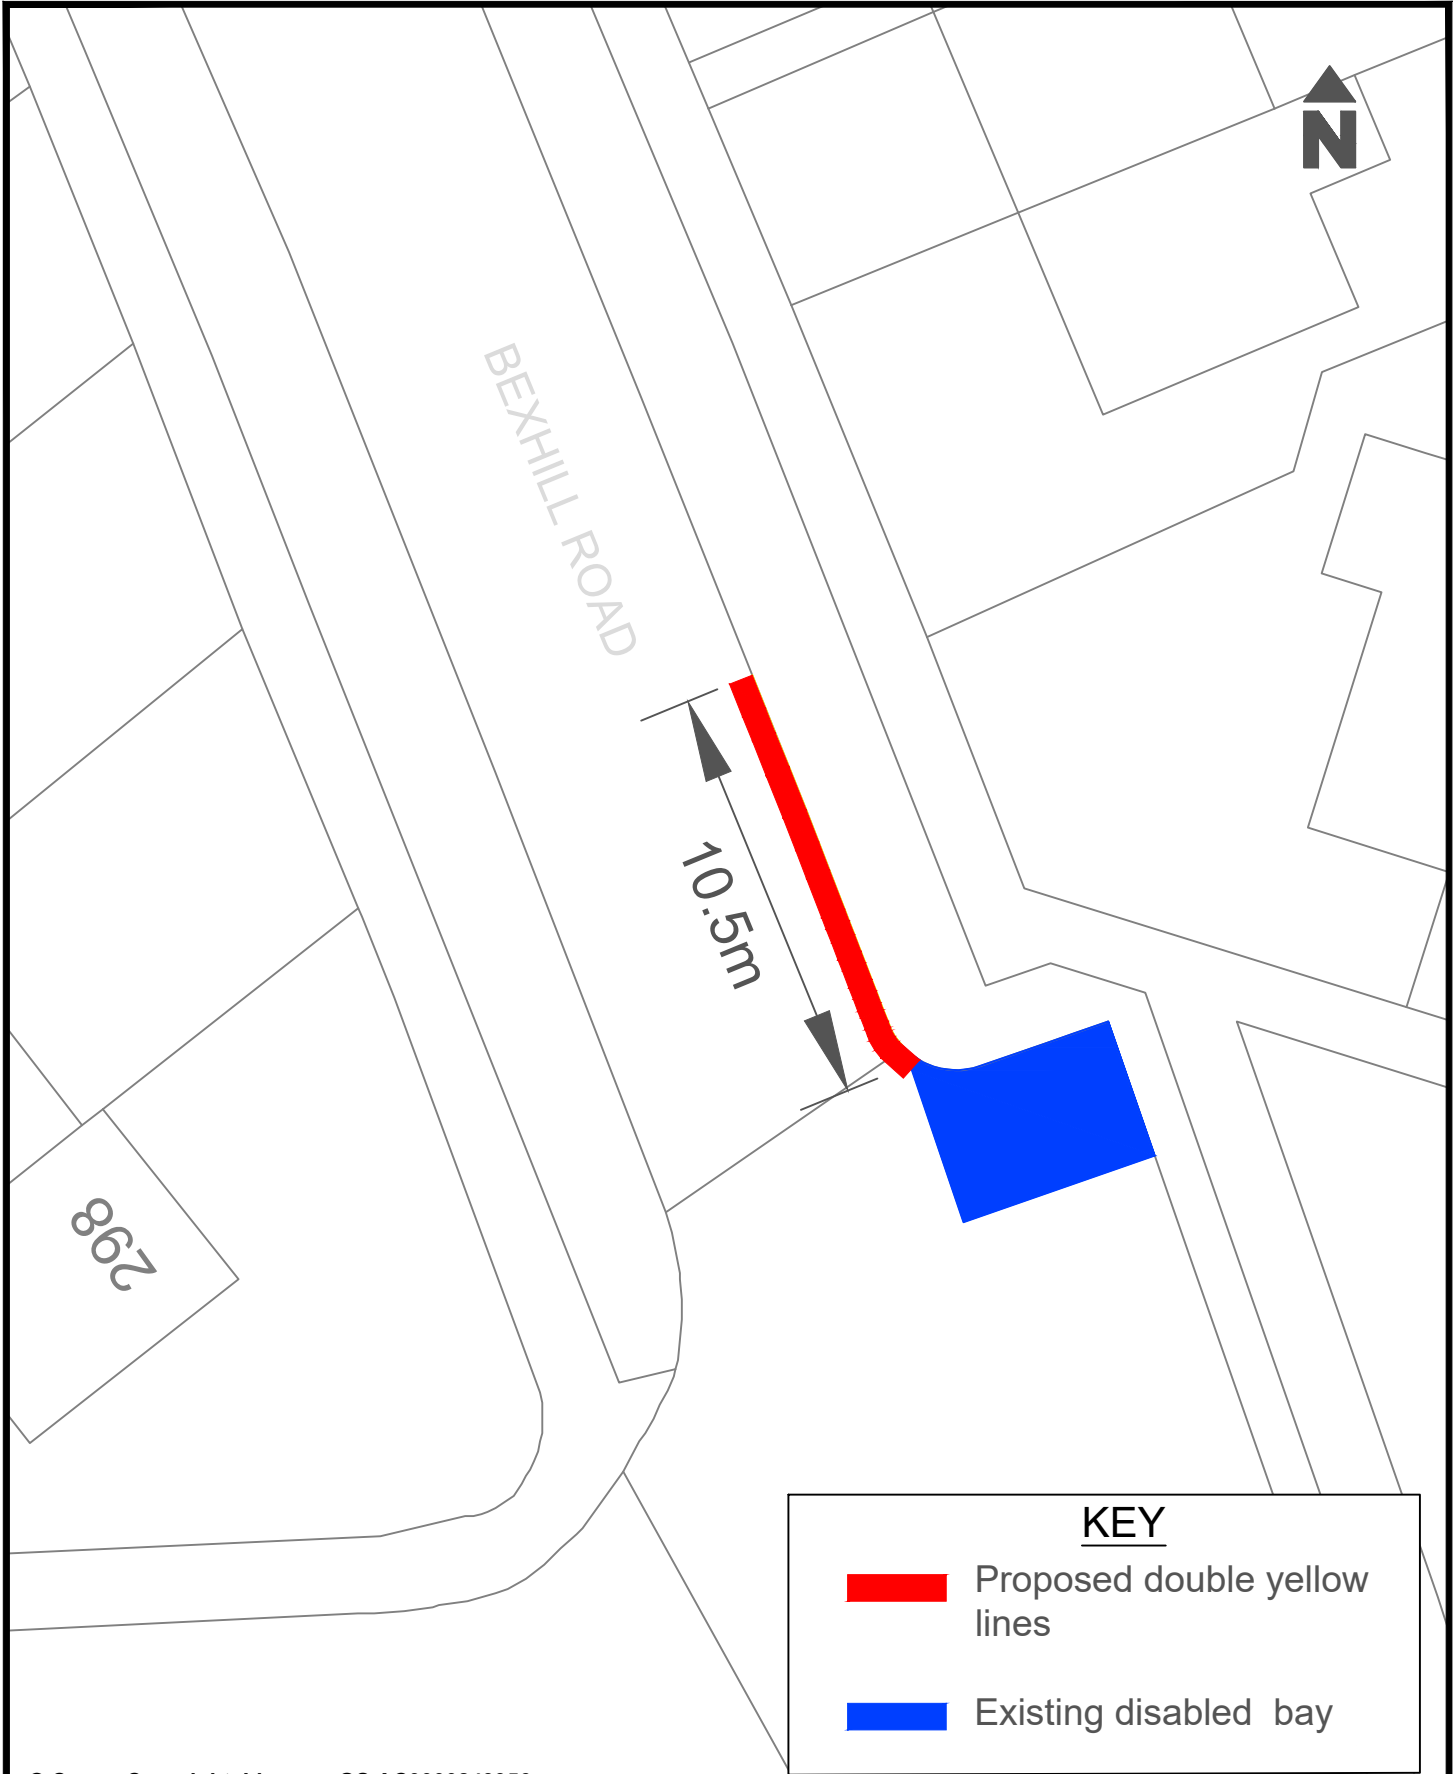 N
BEXHILL ROAD
10.5m
298
KEY
Proposed double yellow
lines
Existing disabled bay